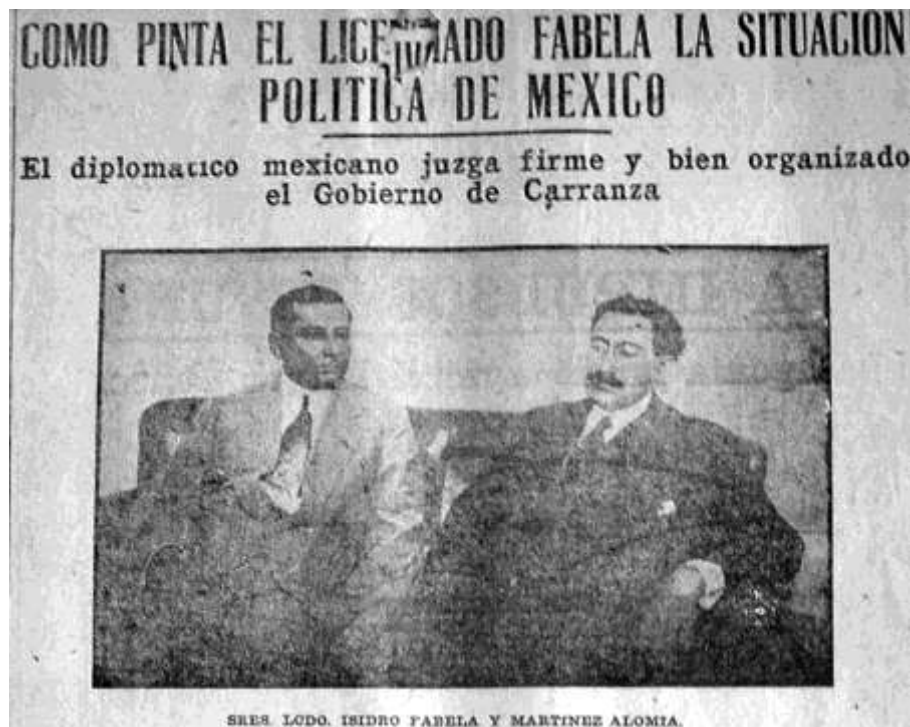 COMO PINTA EL LICENCIADO FABELA LA SITUACION
POLITICA DE MEXICO
El diplomatico mexicano juzga firme y bien organizado
el Gobierno de Carranza
SRES. LCDO. ISIDRO FABELA Y MARTINEZ ALOMIA.